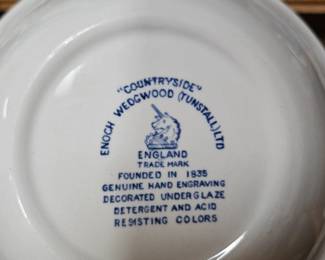 "COUNTRYSIDE"
ENOCH WEDGWOOD (TUNSTALL) LTD
ENGLAND
TRADE MARK
FOUNDED IN 1835
GENUINE HAND ENGRAVING
DECORATED UNDERGLAZE
DETERGENT AND ACID
RESISTING COLORS